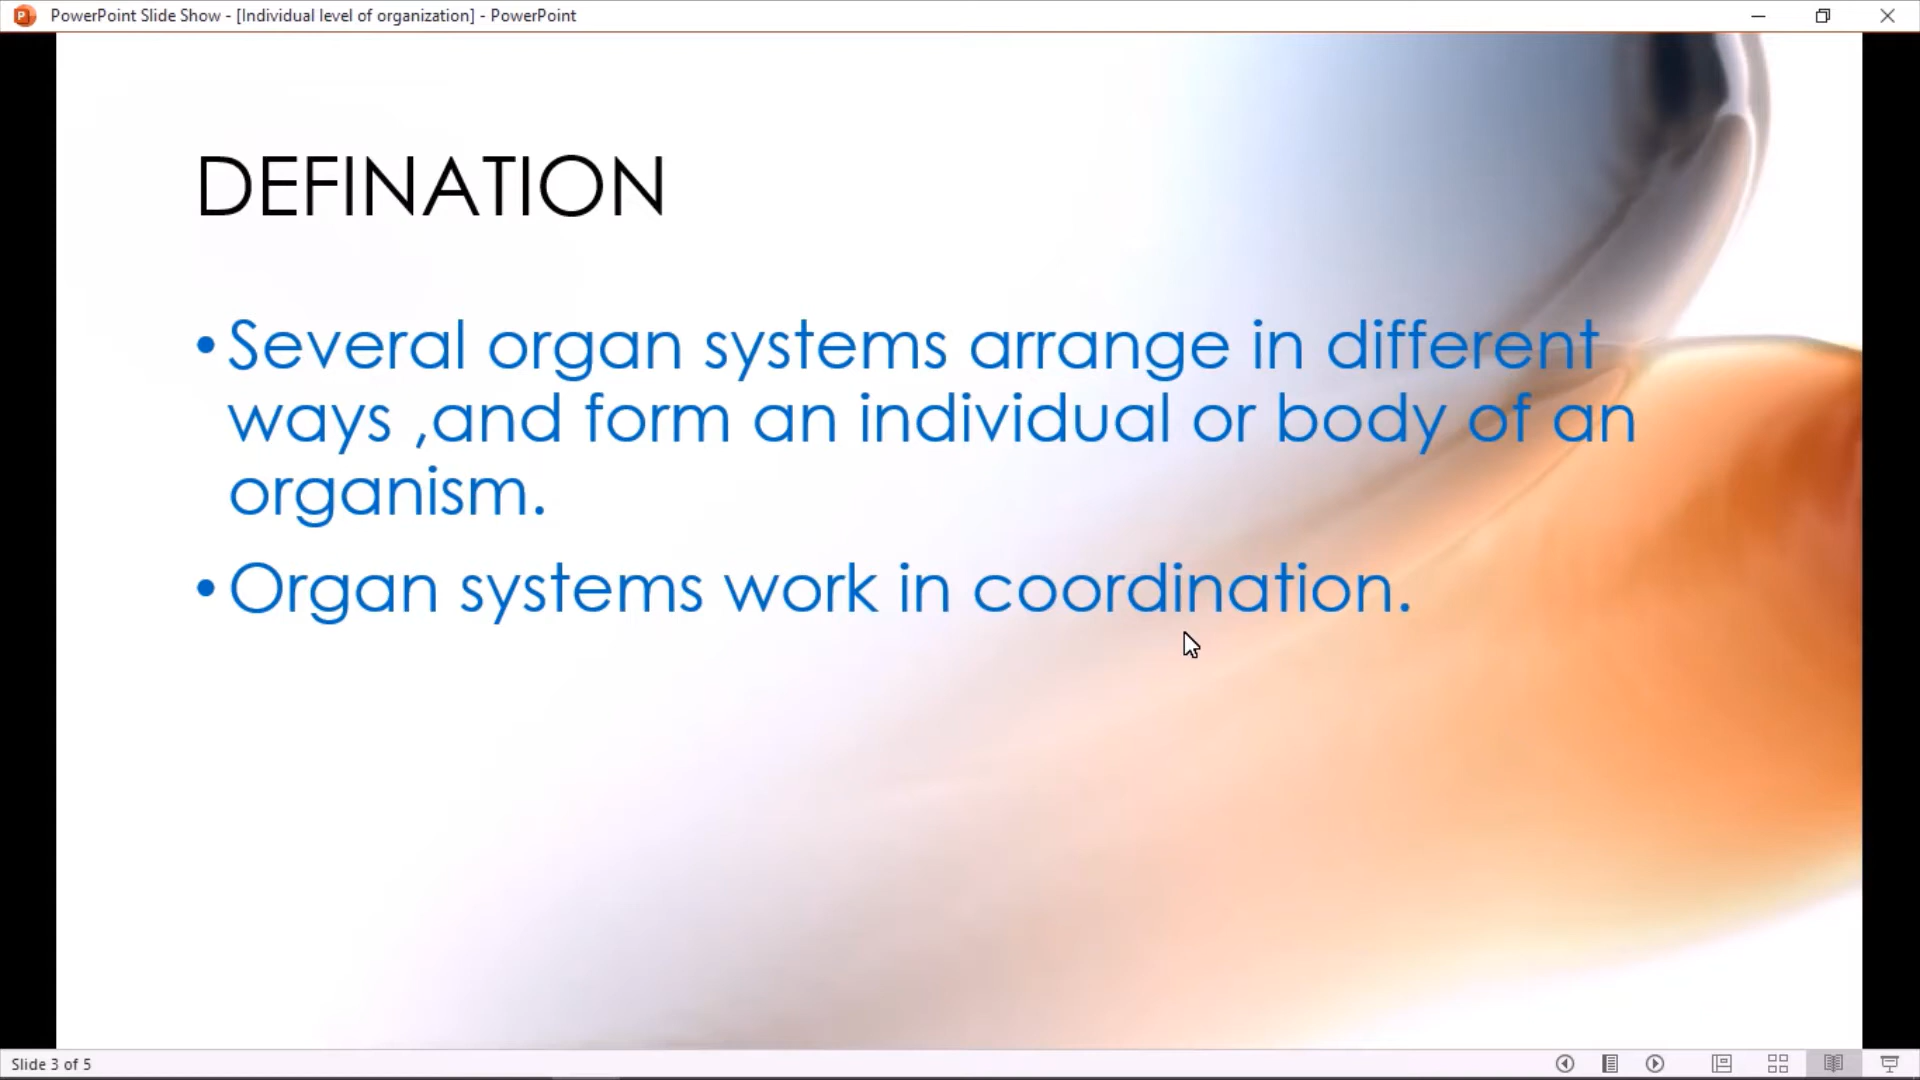 PowerPoint Slide Show - [Individual level of organization] - PowerPoint
DEFINATION
• Several organ systems arrange in different
ways ,and form an individual or body of an
organism.
• Organ systems work in coordination.
Slide 3 of 5